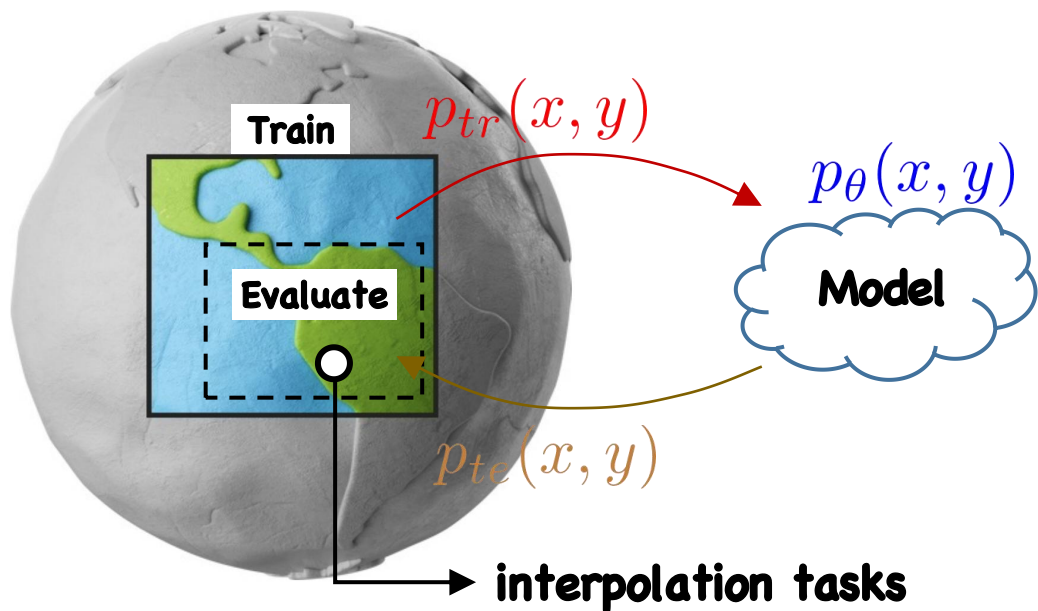 p_{tr}(x, y)
Train
p_θ(x, y)
Evaluate
Model
p_{te}(x, y)
interpolation tasks